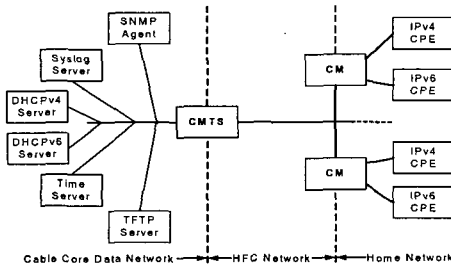 SNMP
Agent
Syslog
Server
DHCPv4
Server
DHCPv6
Server
Time
Server
TFTP
Server
CMTS
CM
CM
IPv4
CPE
IPv6
CPE
IPv4
CPE
IPv6
CPE
Cable Core Data Network
HFC Network
Home Network